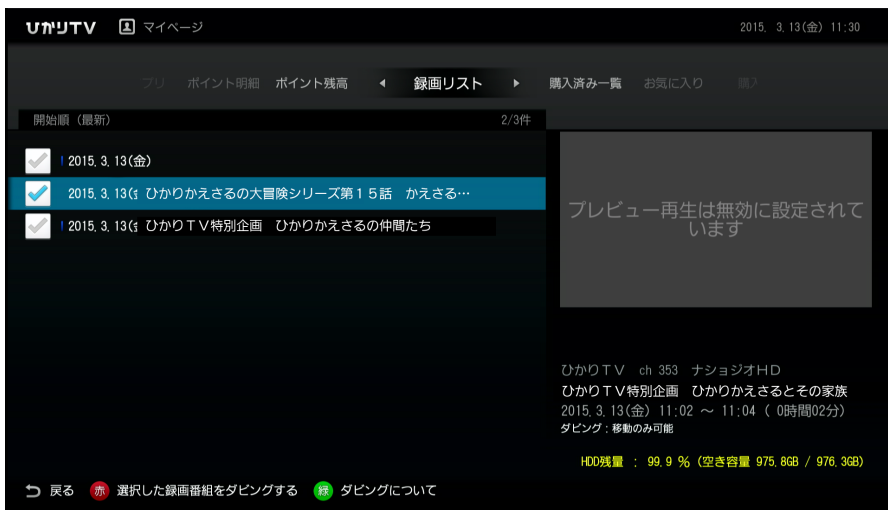 ひかりTV マイページ 2015. 3.13(金) 11:30
プリ ポイント明細 ポイント残高 録画リスト 購入済み一覧 お気に入り 購入
開始順（最新） 2/3件
! 2015. 3. 13(金)
2015. 3. 13( ひかりかえさるの大冒険シリーズ第１５話　かえさる…
! 2015. 3. 13( ひかりＴＶ特別企画　ひかりかえさるの仲間たち
プレビュー再生は無効に設定されて
います
ひかりＴＶ ch 353 ナショジオＨＤ
ひかりＴＶ特別企画　ひかりかえさるとその家族
2015. 3. 13(金) 11:02 ～ 11:04 ( 0時間02分)
ダビング : 移動のみ可能
HDD残量 : 99.9 % (空き容量 975.8GB / 976.3GB)
戻る 赤 選択した録画番組をダビングする 緑 ダビングについて